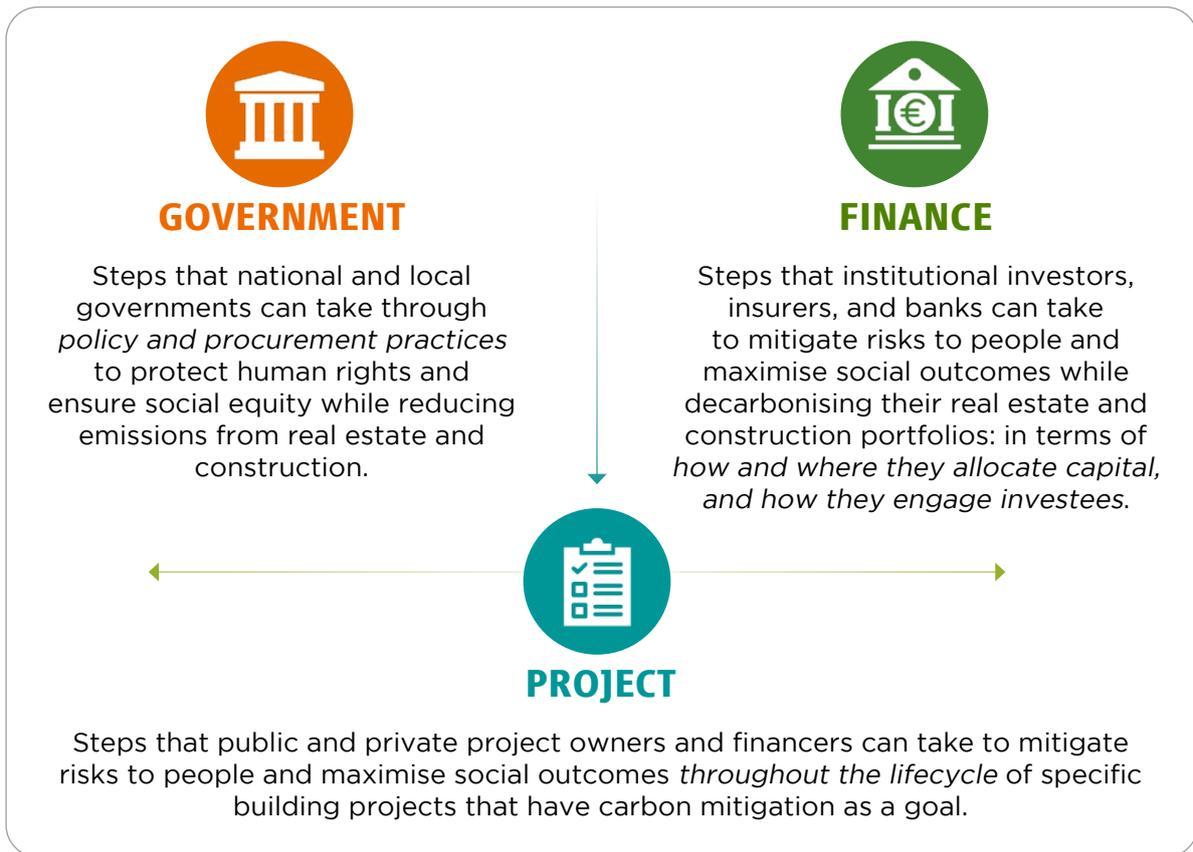 GOVERNMENT
Steps that national and local
governments can take through
policy and procurement practices
to protect human rights and
ensure social equity while reducing
emissions from real estate and
construction.
€
FINANCE
Steps that institutional investors,
insurers, and banks can take
to mitigate risks to people and
maximise social outcomes while
decarbonising their real estate and
construction portfolios: in terms of
how and where they allocate capital,
and how they engage investees.
PROJECT
Steps that public and private project owners and financers can take to mitigate
risks to people and maximise social outcomes throughout the lifecycle of specific
building projects that have carbon mitigation as a goal.